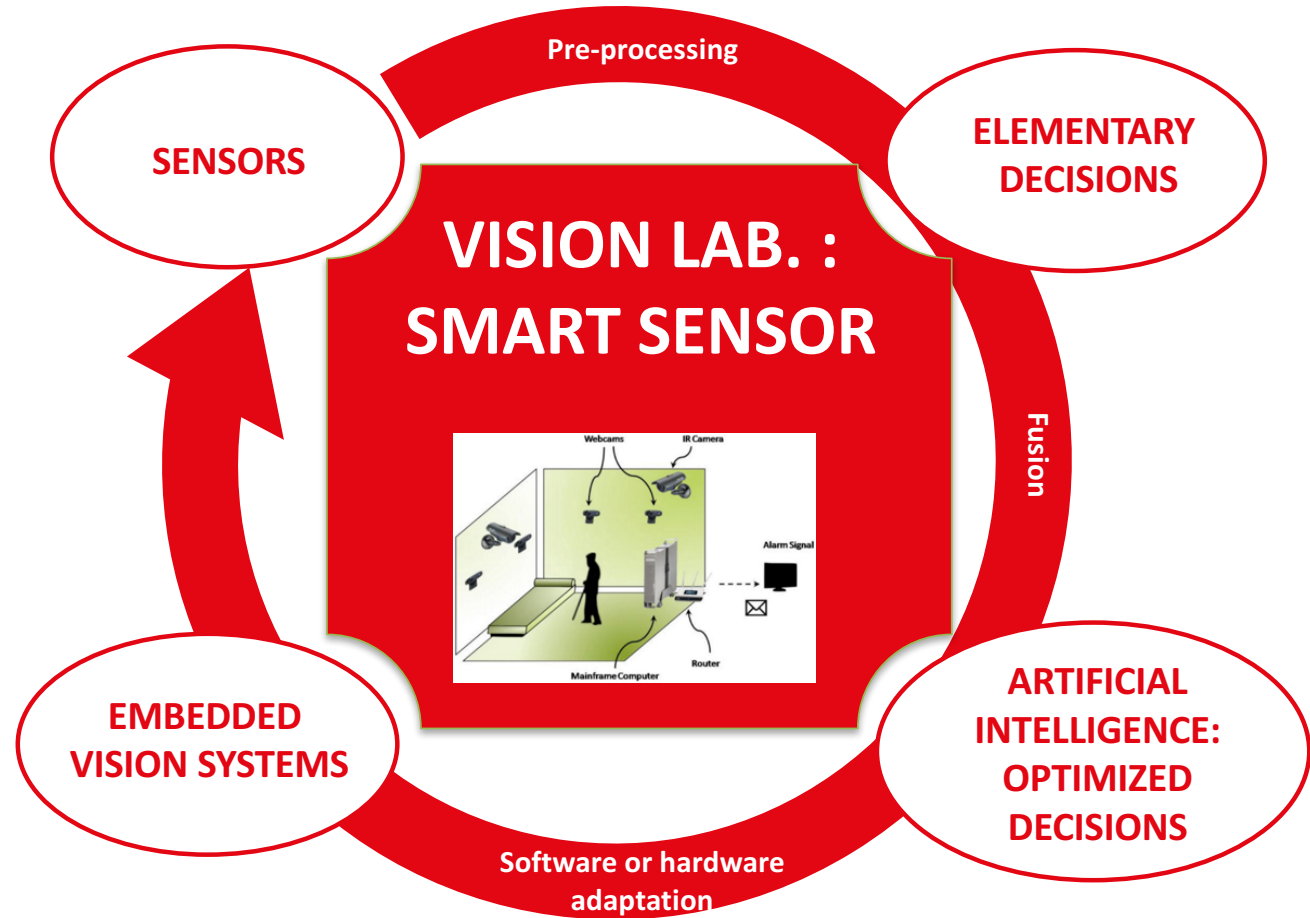 Pre-processing
SENSORS
ELEMENTARY
DECISIONS
VISION LAB. :
SMART SENSOR
Fusion
Webcams
IR Camera
Alarm Signal
Router
Mainframe Computer
EMBEDDED
VISION SYSTEMS
ARTIFICIAL
INTELLIGENCE:
OPTIMIZED
DECISIONS
Software or hardware
adaptation